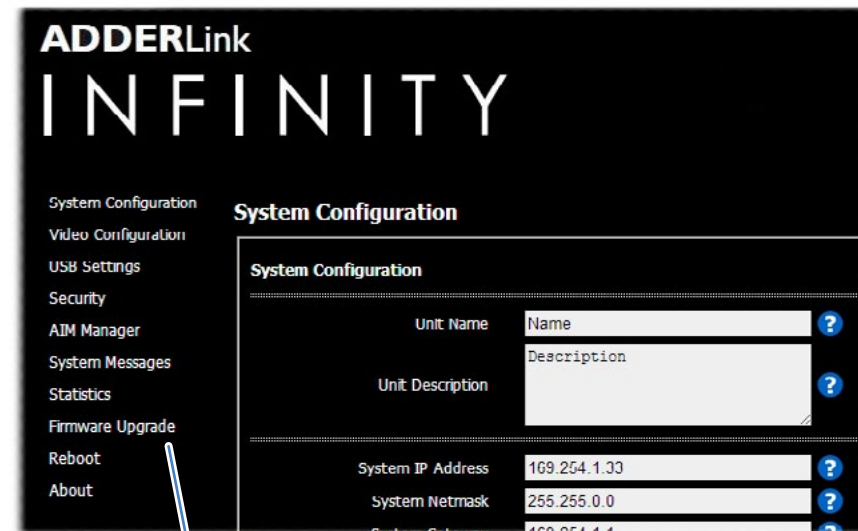 ADDERLink
INFINITY
System Configuration
Video Configuration
USB Settings
Security
AIM Manager
System Messages
Statistics
Firmware Upgrade
Reboot
About
System Configuration
System Configuration
Unit Name Name ?
Unit Description Description ?
System IP Address 169.254.1.33 ?
System Netmask 255.255.0.0 ?